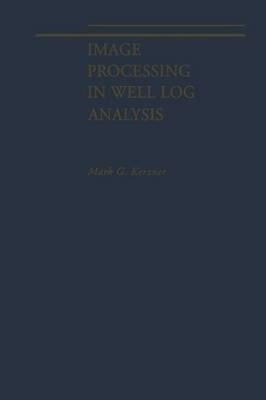 IMAGE
PROCESSING
IN WELL LOG
ANALYSIS
Mark G. Kerzner